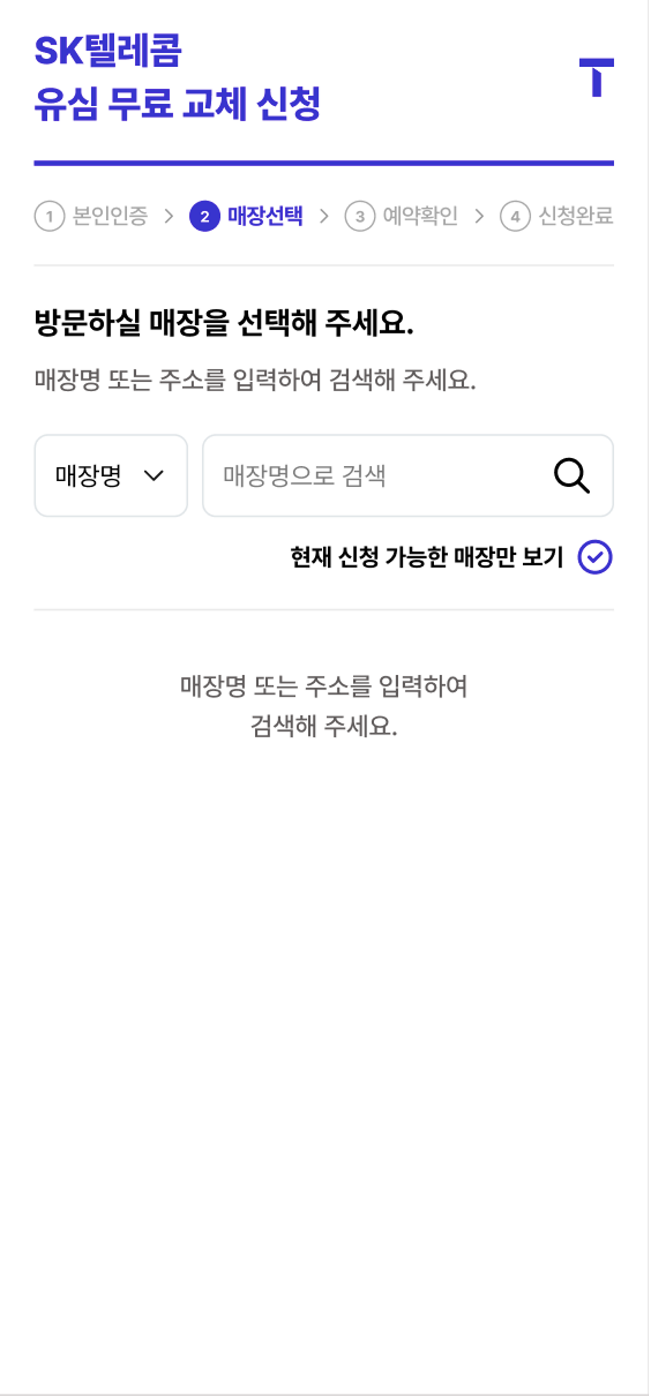 SK텔레콤
유심 무료 교체 신청
T
1 본인인증 > 2 매장선택 > 3 예약확인 > 4 신청완료
방문하실 매장을 선택해 주세요.
매장명 또는 주소를 입력하여 검색해 주세요.
매장명 매장명으로 검색
현재 신청 가능한 매장만 보기
매장명 또는 주소를 입력하여
검색해 주세요.